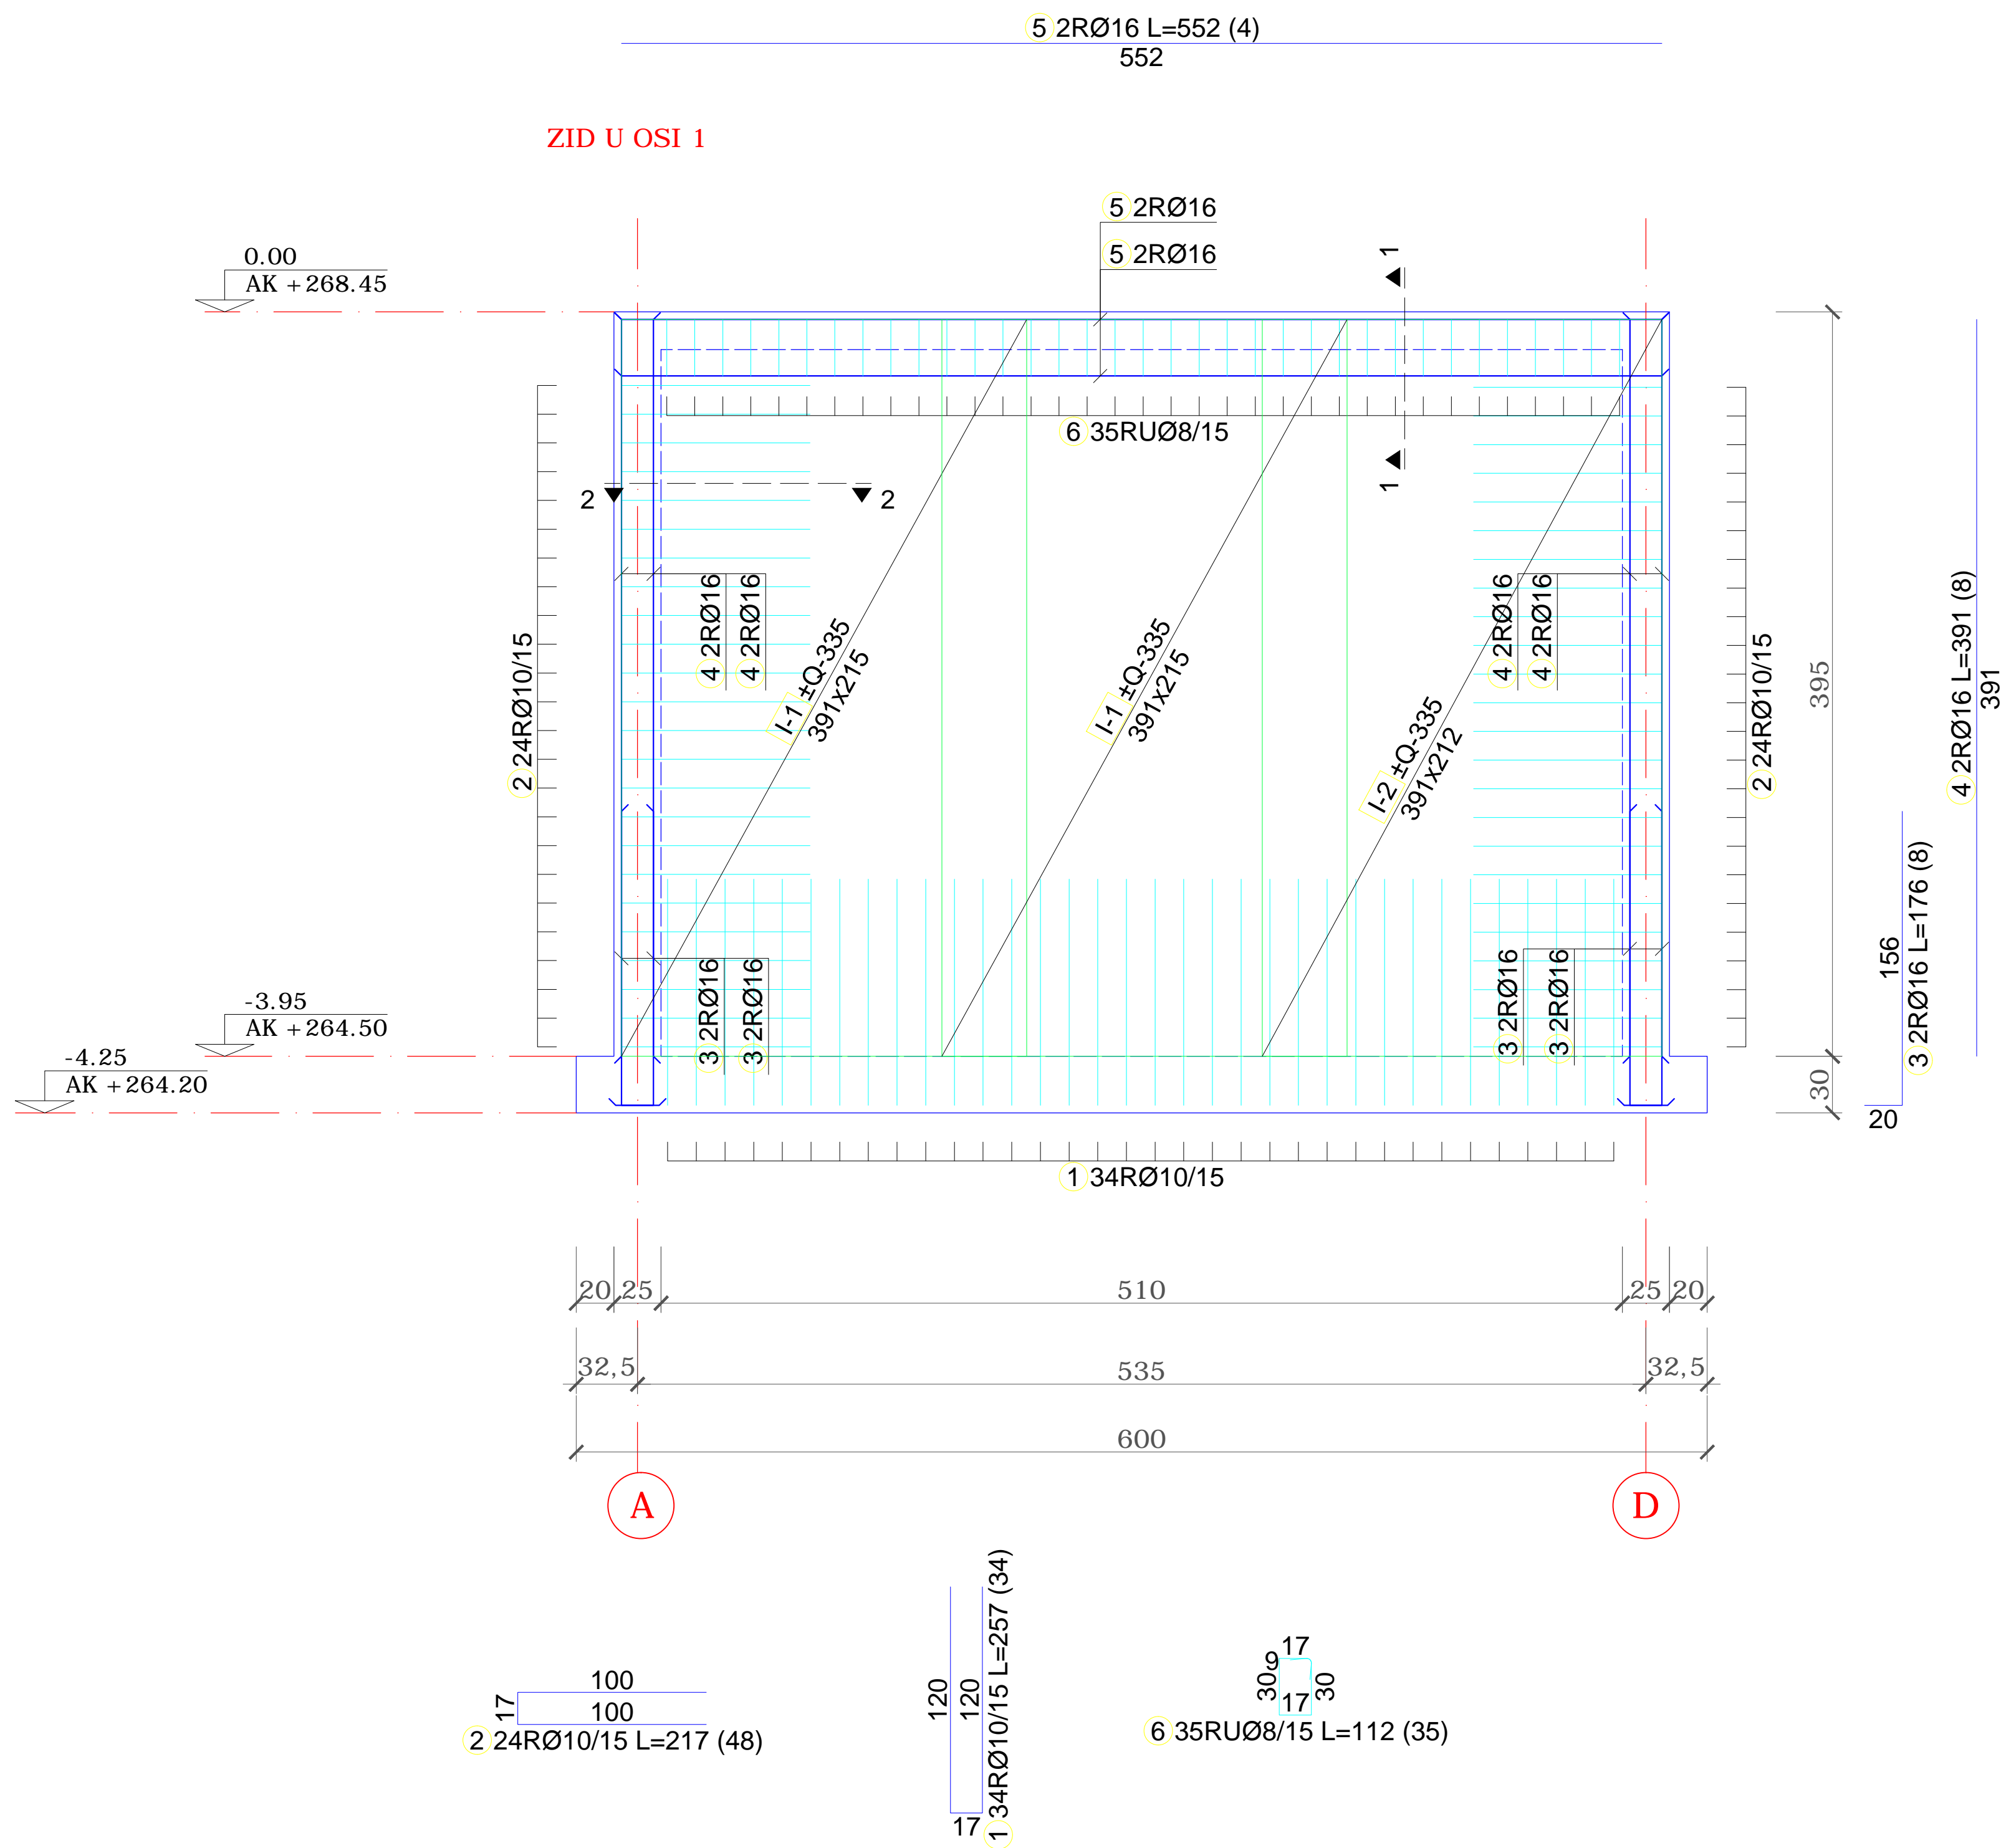 5 2RØ16 L=552 (4)
552
ZID U OSI 1
5 2RØ16
5 2RØ16
1
0.00
AK +268.45
6 35RUØ8/15
2
2
1
4 2RØ16
4 2RØ16
4 2RØ16
4 2RØ16
2 24RØ10/15
I-1 ±Q-335
391x215
I-1 ±Q-335
391x215
I-2 ±Q-335
391x212
2 24RØ10/15
395
4 2RØ16 L=391 (8)
391
3 2RØ16
3 2RØ16
3 2RØ16
3 2RØ16
156
3 2RØ16 L=176 (8)
20
-3.95
AK +264.50
-4.25
AK +264.20
30
1 34RØ10/15
20 25 510 25 20
32,5 535 32,5
600
A D
100
17
100
2 24RØ10/15 L=217 (48)
120
120
17
1 34RØ10/15 L=257 (34)
17
9
30
30
17
6 35RUØ8/15 L=112 (35)